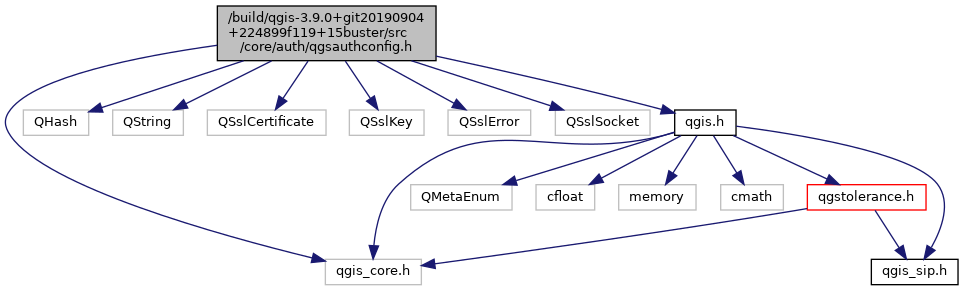 /build/qgis-3.9.0+git20190904
+224899f119+15buster/src
/core/auth/qgsauthconfig.h
QHash
QString
QSslCertificate
QSslKey
QSslError
QSslSocket
qgis.h
QMetaEnum
cfloat
memory
cmath
qgstolerance.h
qgis_core.h
qgis_sip.h